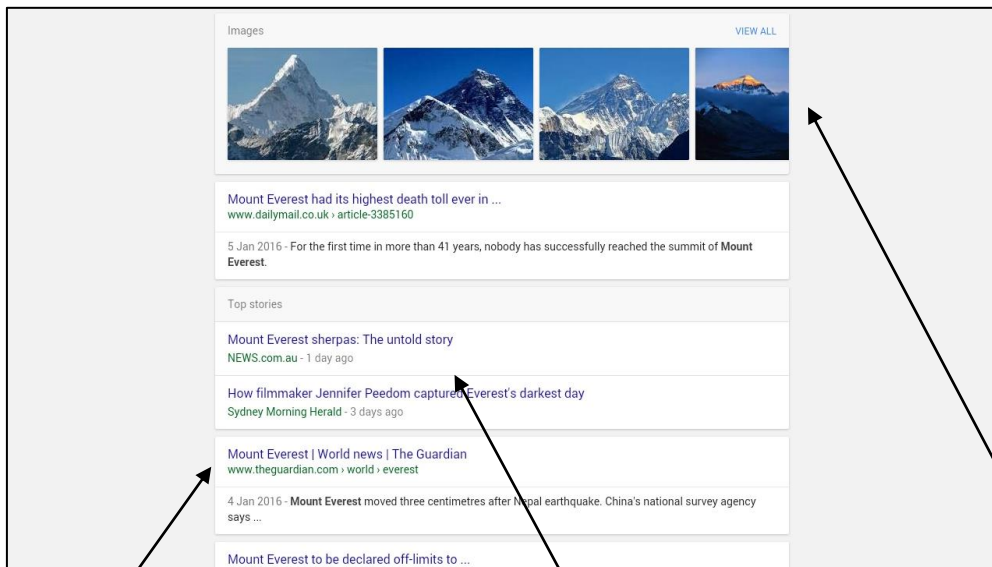 Images
VIEW ALL
Mount Everest had its highest death toll ever in ...
www.dailymail.co.uk › article-3385160
5 Jan 2016 - For the first time in more than 41 years, nobody has successfully reached the summit of Mount
Everest.
Top stories
Mount Everest sherpas: The untold story
NEWS.com.au - 1 day ago
How filmmaker Jennifer Peedom captured Everest's darkest day
Sydney Morning Herald - 3 days ago
Mount Everest | World news | The Guardian
www.theguardian.com › world › everest
4 Jan 2016 - Mount Everest moved three centimetres after Nepal earthquake. China's national survey agency
says ...
Mount Everest to be declared off-limits to ...